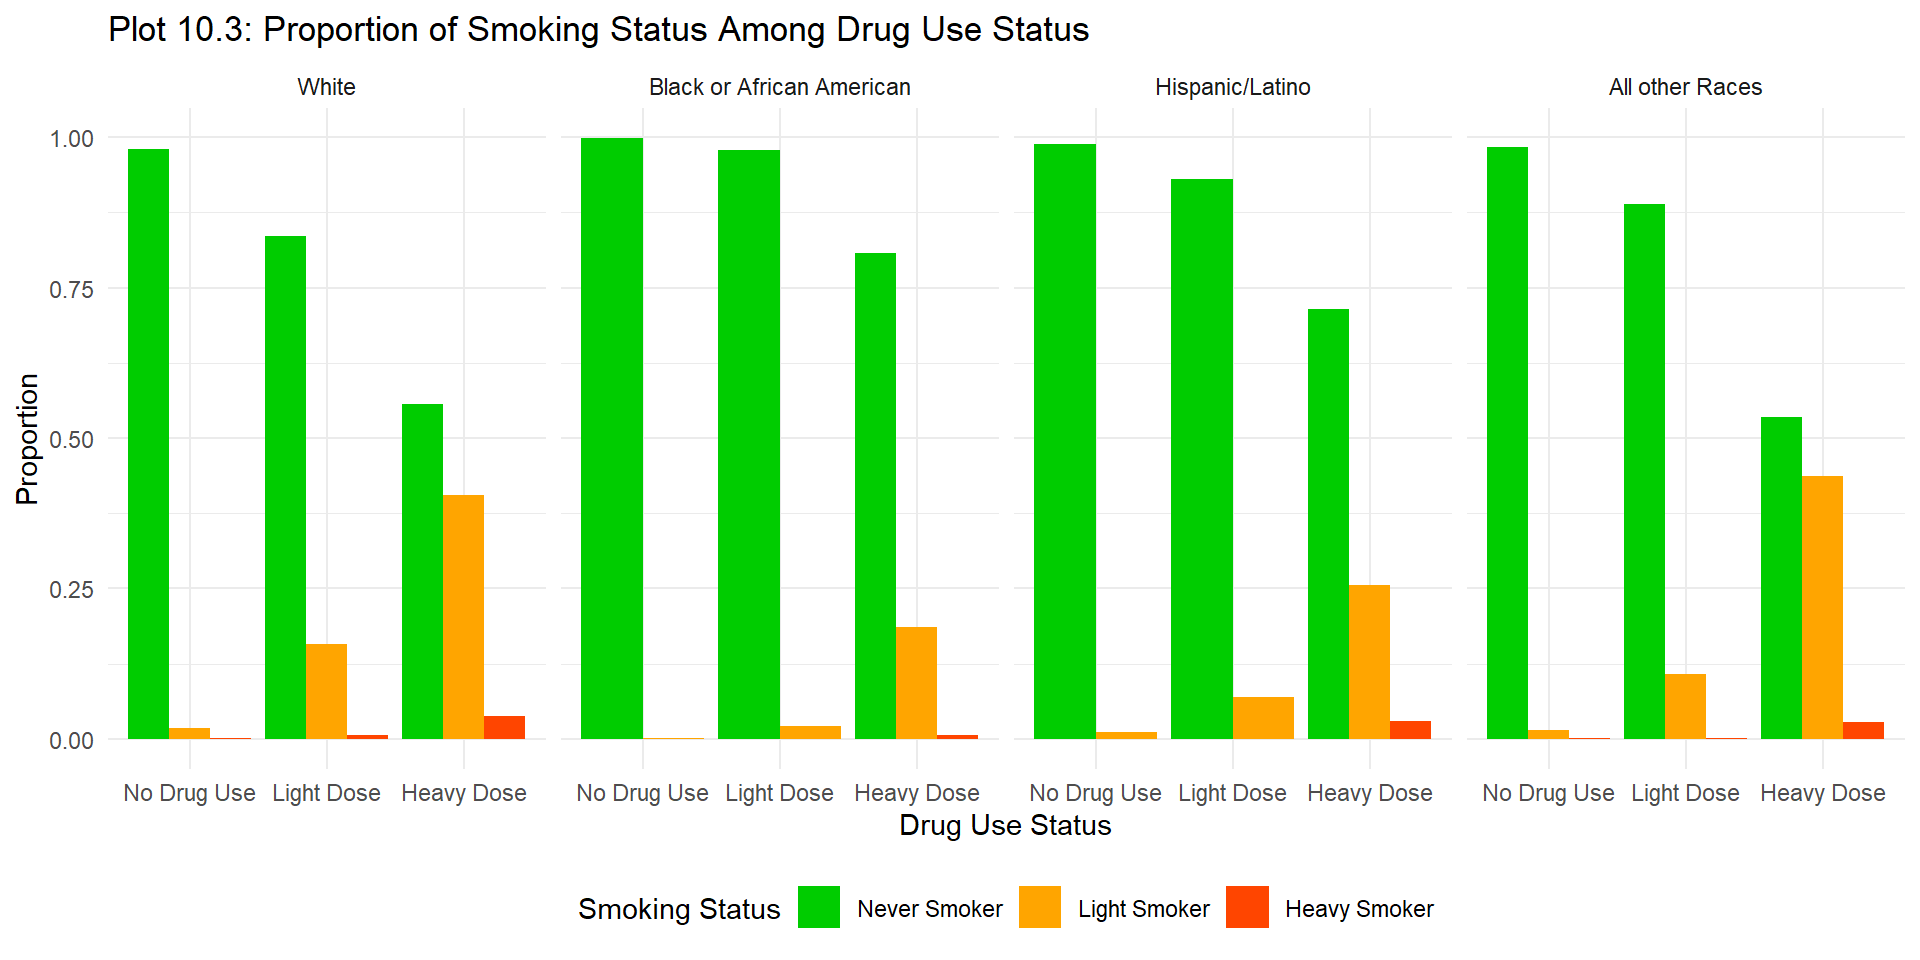 Plot 10.3: Proportion of Smoking Status Among Drug Use Status
White Black or African American Hispanic/Latino All other Races
1.00
0.75
0.50
0.25
0.00
Proportion
No Drug Use Light Dose Heavy Dose No Drug Use Light Dose Heavy Dose No Drug Use Light Dose Heavy Dose No Drug Use Light Dose Heavy Dose
Drug Use Status
Smoking Status Never Smoker Light Smoker Heavy Smoker